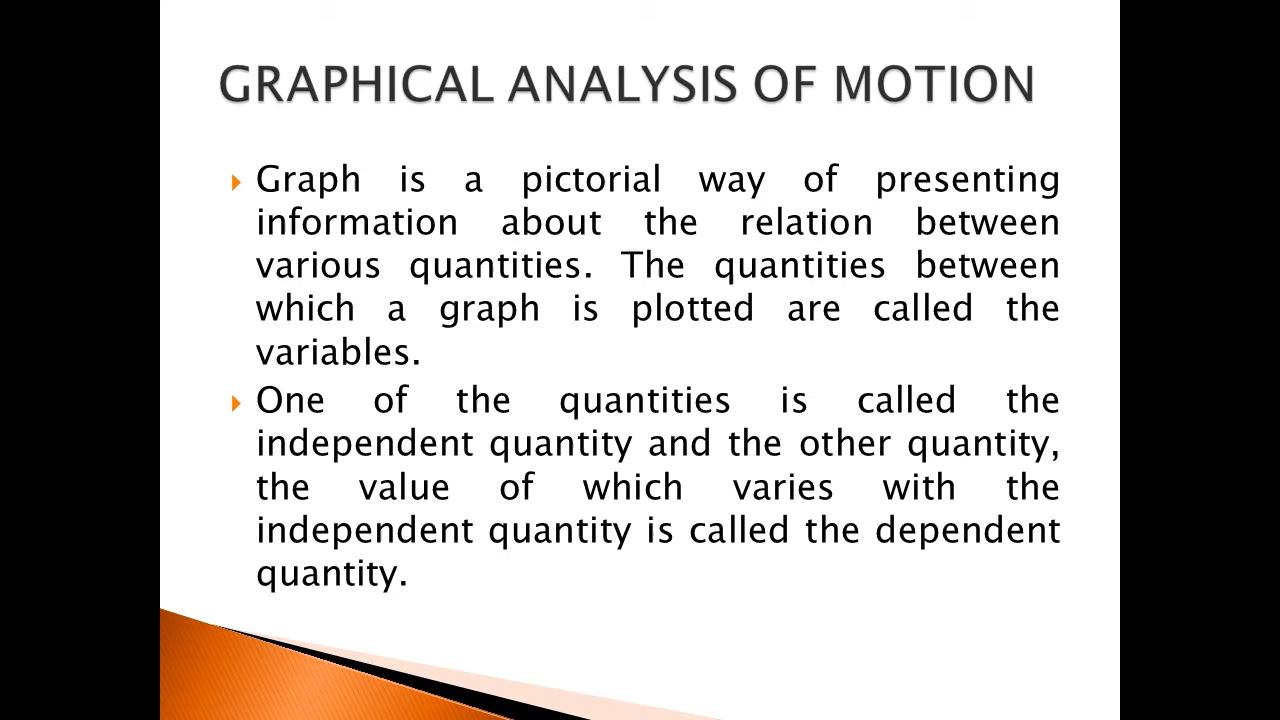 GRAPHICAL ANALYSIS OF MOTION
Graph is a pictorial way of presenting
information about the relation between
various quantities. The quantities between
which a graph is plotted are called the
variables.
One of the quantities is called the
independent quantity and the other quantity,
the value of which varies with the
independent quantity is called the dependent
quantity.